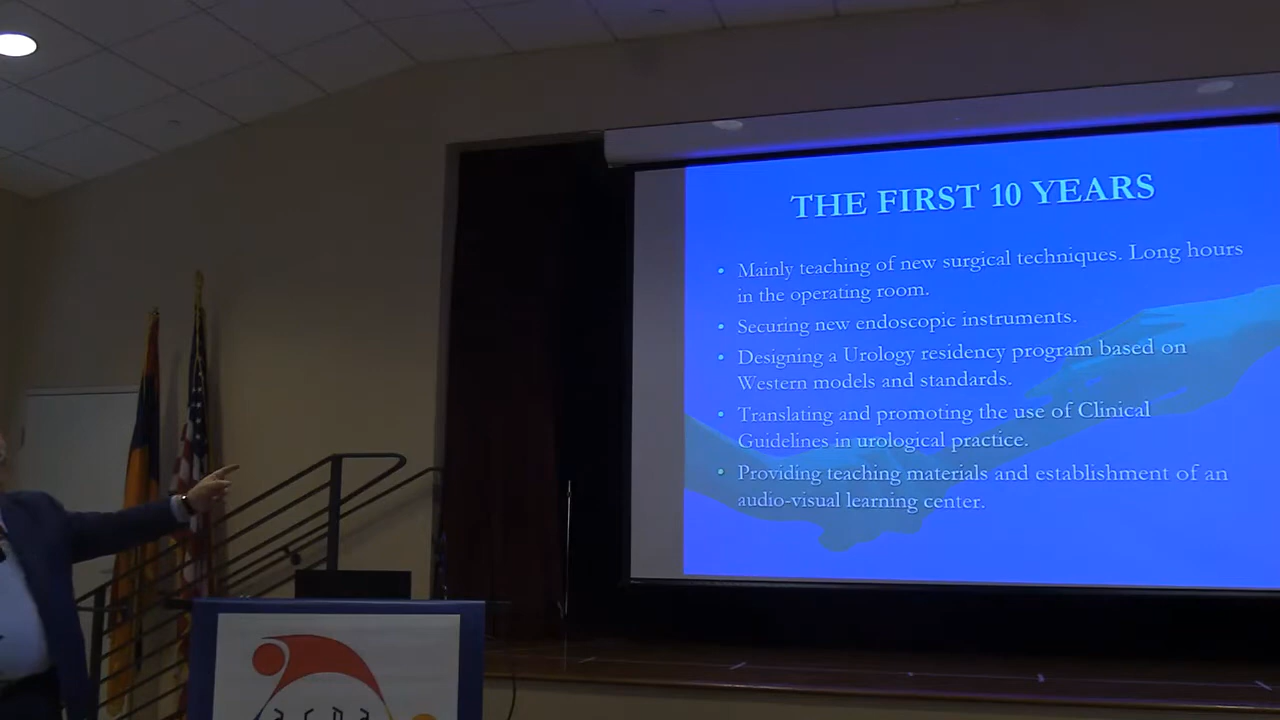 THE FIRST 10 YEARS
• Mainly teaching of new surgical techniques. Long hours
in the operating room.
• Securing new endoscopic instruments.
• Designing a Urology residency program based on
Western models and standards.
• Translating and promoting the use of Clinical
Guidelines in urological practice.
• Providing teaching materials and establishment of an
audio-visual learning center.